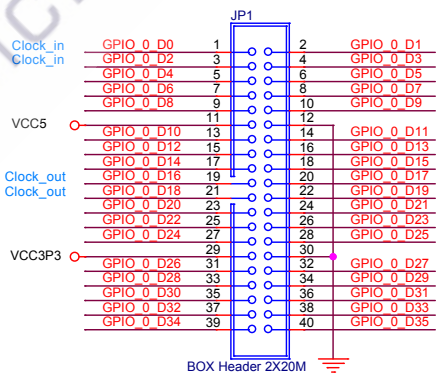 JP1
Clock_in GPIO_0_D0 1 2 GPIO_0_D1
Clock_in GPIO_0_D2 3 4 GPIO_0_D3
GPIO_0_D4 5 6 GPIO_0_D5
GPIO_0_D6 7 8 GPIO_0_D7
GPIO_0_D8 9 10 GPIO_0_D9
VCC5 11 12
GPIO_0_D10 13 14 GPIO_0_D11
GPIO_0_D12 15 16 GPIO_0_D13
GPIO_0_D14 17 18 GPIO_0_D15
Clock_out GPIO_0_D16 19 20 GPIO_0_D17
Clock_out GPIO_0_D18 21 22 GPIO_0_D19
GPIO_0_D20 23 24 GPIO_0_D21
GPIO_0_D22 25 26 GPIO_0_D23
GPIO_0_D24 27 28 GPIO_0_D25
VCC3P3 29 30
GPIO_0_D26 31 32 GPIO_0_D27
GPIO_0_D28 33 34 GPIO_0_D29
GPIO_0_D30 35 36 GPIO_0_D31
GPIO_0_D32 37 38 GPIO_0_D33
GPIO_0_D34 39 40 GPIO_0_D35
BOX Header 2X20M